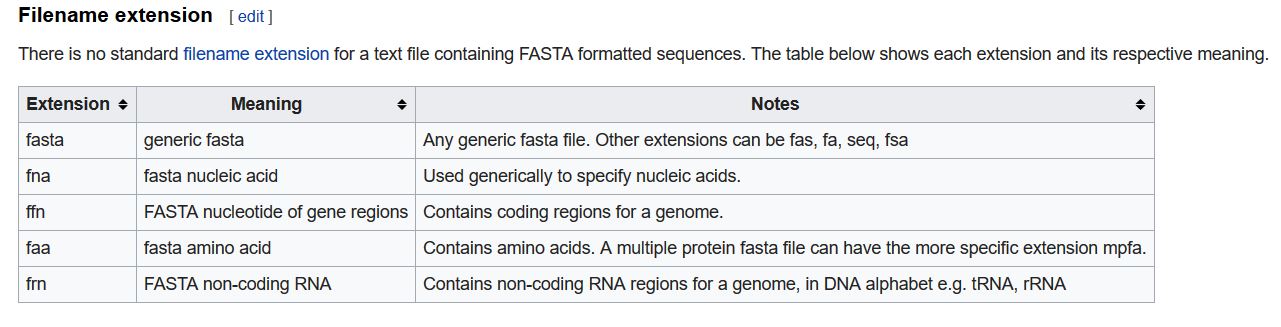 Filename extension [ edit ]
There is no standard filename extension for a text file containing FASTA formatted sequences. The table below shows each extension and its respective meaning.
Extension Meaning Notes
fasta generic fasta Any generic fasta file. Other extensions can be fas, fa, seq, fsa
fna fasta nucleic acid Used generically to specify nucleic acids.
ffn FASTA nucleotide of gene regions Contains coding regions for a genome.
faa fasta amino acid Contains amino acids. A multiple protein fasta file can have the more specific extension mpfa.
frn FASTA non-coding RNA Contains non-coding RNA regions for a genome, in DNA alphabet e.g. tRNA, rRNA